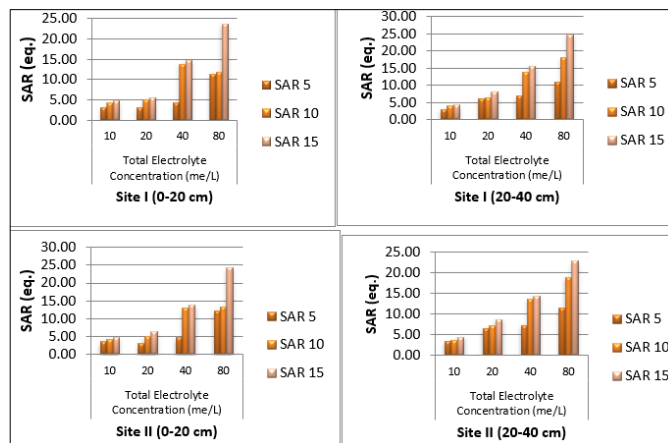 25.00
20.00
15.00
10.00
5.00
0.00
SAR (eq.)
10 20 40 80
Total Electrolyte
Concentration (me/L)
Site I (0-20 cm)
SAR 5
SAR 10
SAR 15
30.00
25.00
20.00
15.00
10.00
5.00
0.00
SAR (eq.)
10 20 40 80
Total Electrolyte
Concentration (me/L)
Site I (20-40 cm)
SAR 5
SAR 10
SAR 15
30.00
25.00
20.00
15.00
10.00
5.00
0.00
SAR (eq.)
10 20 40 80
Total Electrolyte
Concentration (me/L)
Site II (0-20 cm)
SAR 5
SAR 10
SAR 15
25.00
20.00
15.00
10.00
5.00
0.00
SAR (eq.)
10 20 40 80
Total Electrolyte
Concentration (me/L)
Site II (20-40 cm)
SAR 5
SAR 10
SAR 15